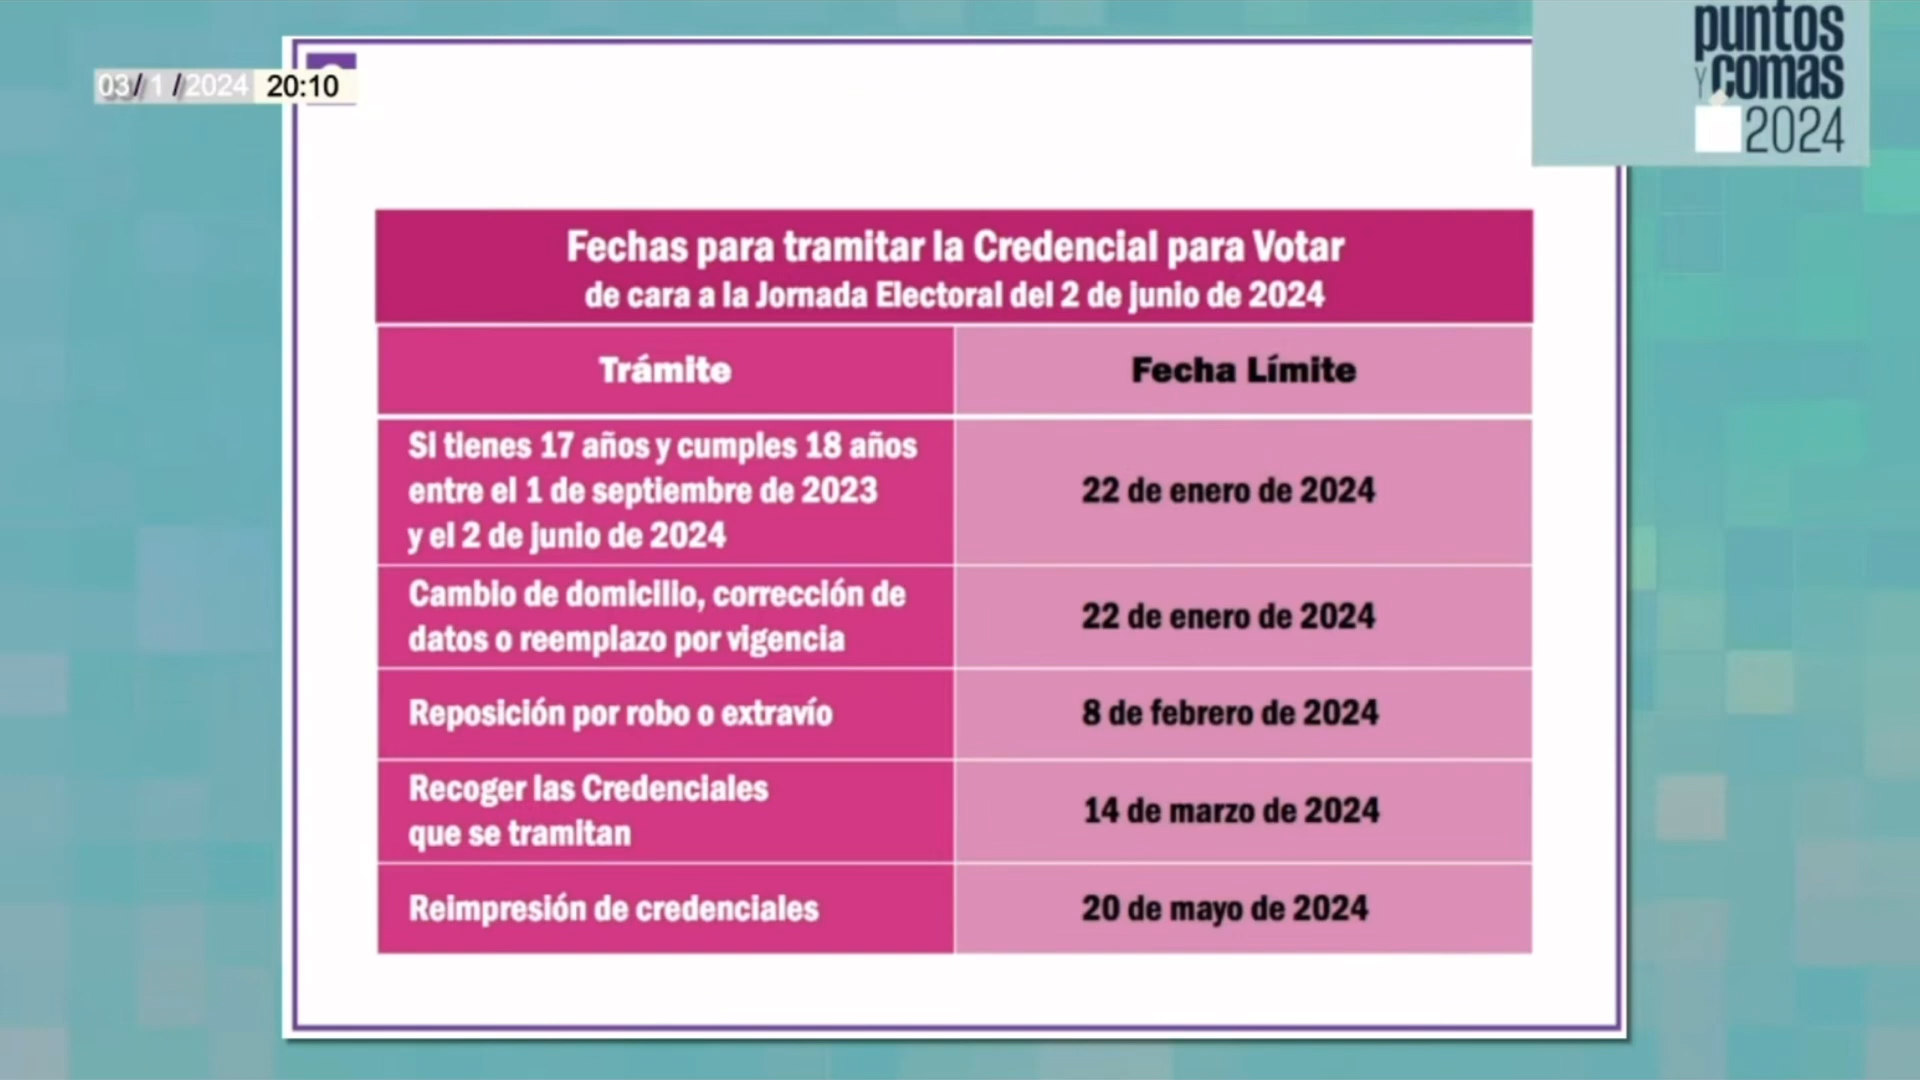 puntos
Y comas
2024
03/ 1 /2024 20:10
Fechas para tramitar la Credencial para Votar
de cara a la Jornada Electoral del 2 de junio de 2024
Trámite
Fecha Límite
Si tienes 17 años y cumples 18 años
entre el 1 de septiembre de 2023
y el 2 de junio de 2024
22 de enero de 2024
Cambio de domicilio, corrección de
datos o reemplazo por vigencia
22 de enero de 2024
Reposición por robo o extravío
8 de febrero de 2024
Recoger las Credenciales
que se tramitan
14 de marzo de 2024
Reimpresión de credenciales
20 de mayo de 2024